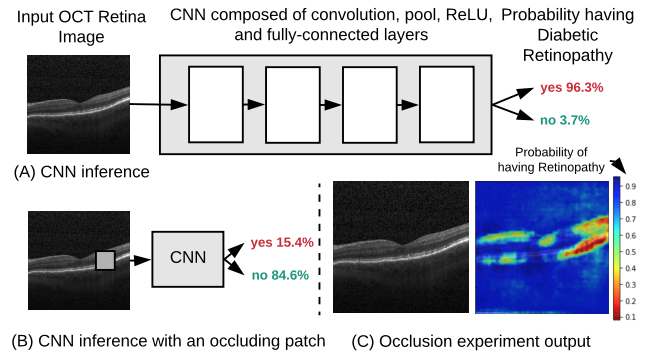 Input OCT Retina
Image
CNN composed of convolution, pool, ReLU,
and fully-connected layers
Probability having
Diabetic
Retinopathy
yes 96.3%
no 3.7%
(A) CNN inference
Probability of
having Retinopathy
CNN
yes 15.4%
no 84.6%
0.9
0.8
0.7
0.6
0.5
0.4
0.3
0.2
0.1
(B) CNN inference with an occluding patch
(C) Occlusion experiment output